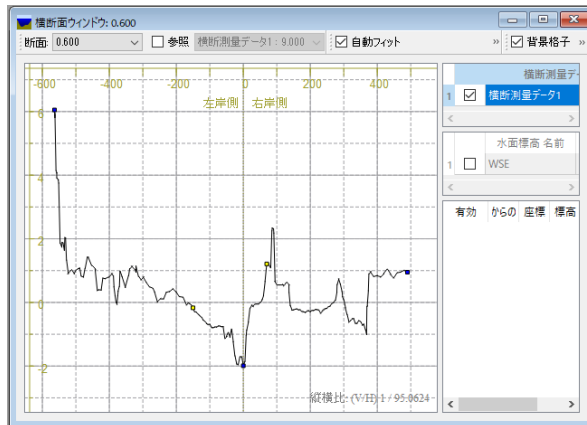 横断面ウィンドウ: 0.600
断面: 0.600 参照 横断測量データ1 : 9.000 自動フィット » 背景格子 »
-600 -400 -200 0 200 400
左岸側 右岸側
6
4
2
0
-2
縦横比: (V/H) 1 / 95.0624
横断測量デー
1 横断測量データ1
水面標高 名前
1 WSE
有効 からの 座標 標高